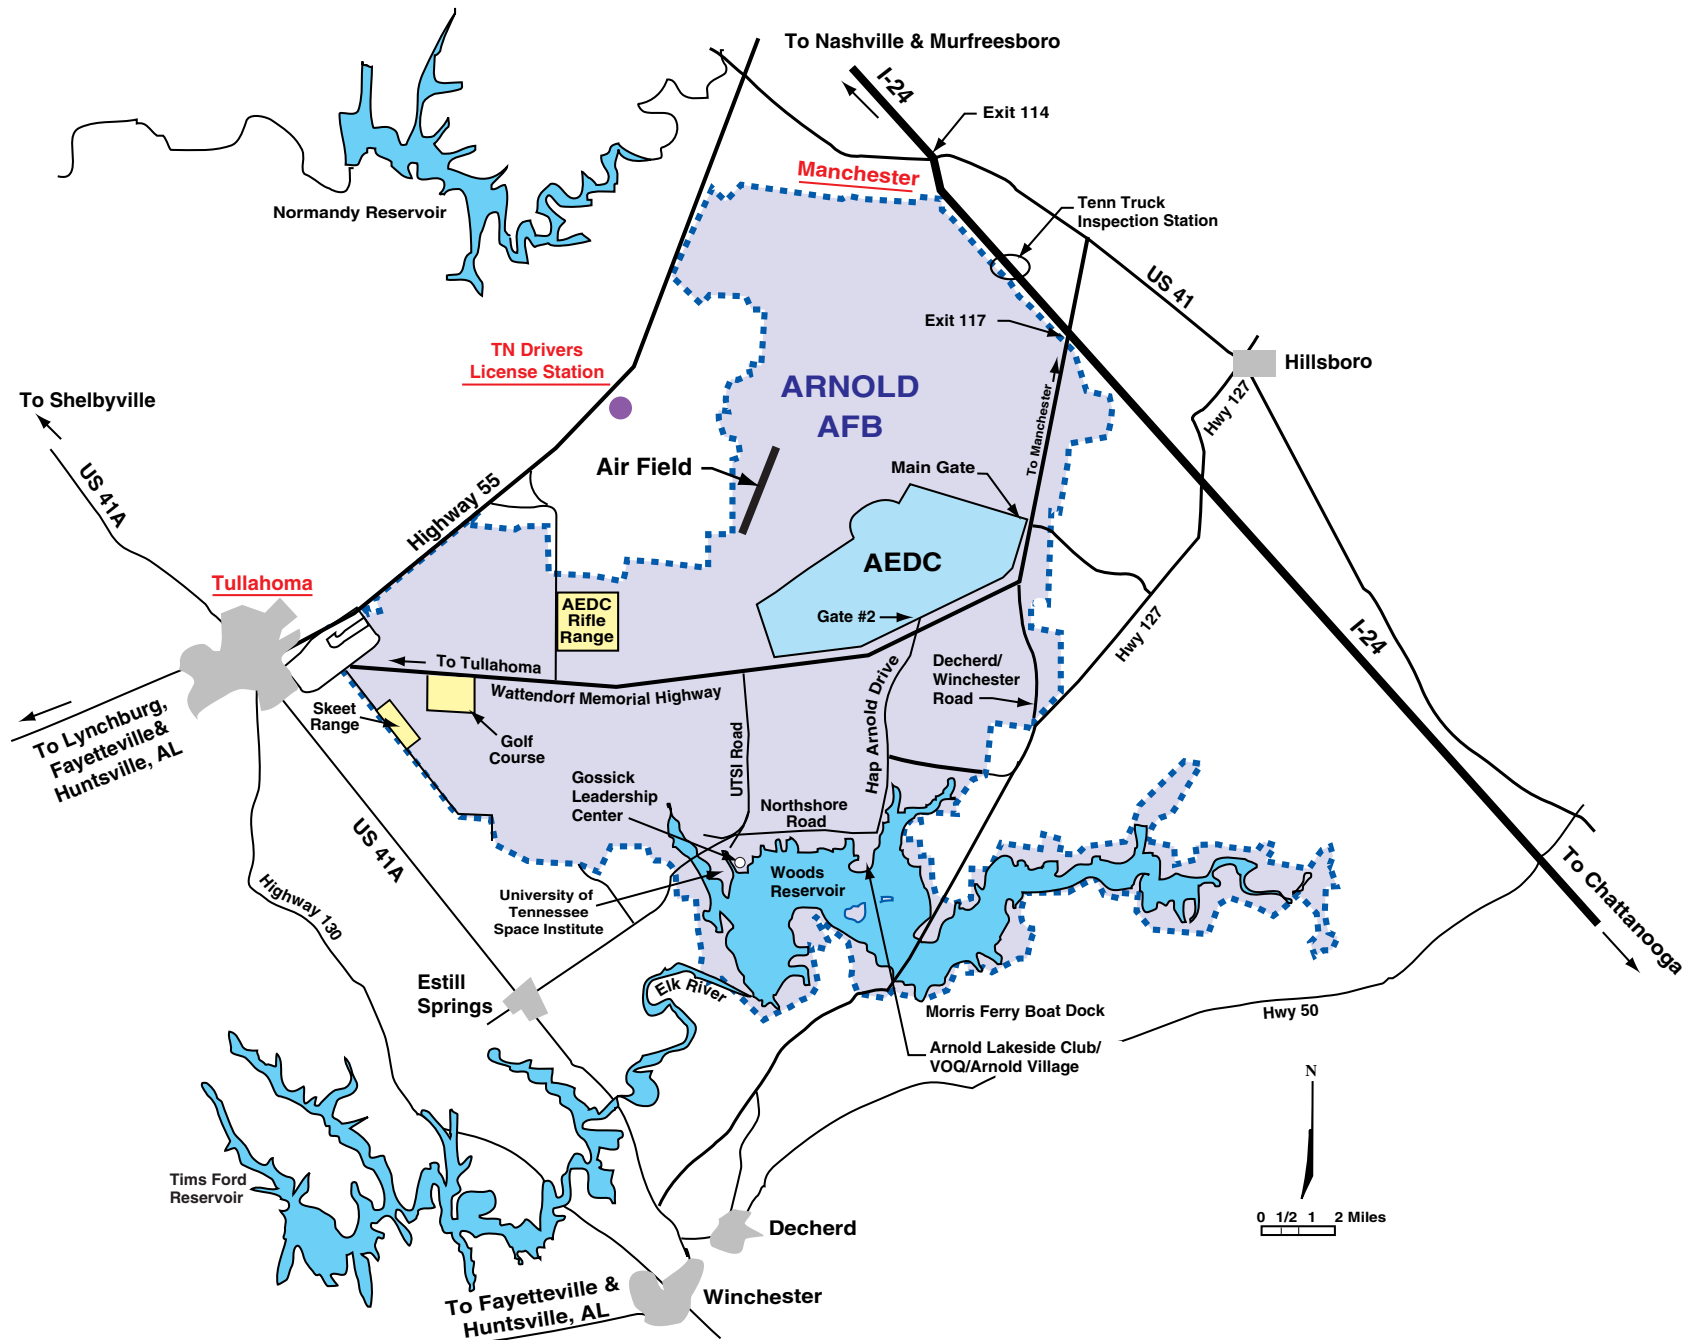 To Nashville & Murfreesboro
I-24
Exit 114
Manchester
Tenn Truck
Inspection Station
Normandy Reservoir
US 41
Exit 117
TN Drivers
License Station
Hillsboro
ARNOLD
AFB
To Shelbyville
Hwy 127
To Manchester
Air Field
Main Gate
US 41A
Highway 55
AEDC
Tullahoma
AEDC
Rifle
Range
Gate #2
Hwy 127
I-24
To Tullahoma
Decherd/
Winchester
Road
Wattendorf Memorial Highway
Hap Arnold Drive
Skeet
Range
To Lynchburg,
Fayetteville&
Huntsville, AL
Golf
Course
UTSI Road
Gossick
Leadership
Center
Northshore
Road
US 41A
Woods
Reservoir
Highway 130
University of
Tennessee
Space Institute
To Chattanooga
Estill
Springs
Elk River
Morris Ferry Boat Dock
Hwy 50
Arnold Lakeside Club/
VOQ/Arnold Village
N
Tims Ford
Reservoir
0 1/2 1 2 Miles
Decherd
To Fayetteville &
Huntsville, AL
Winchester